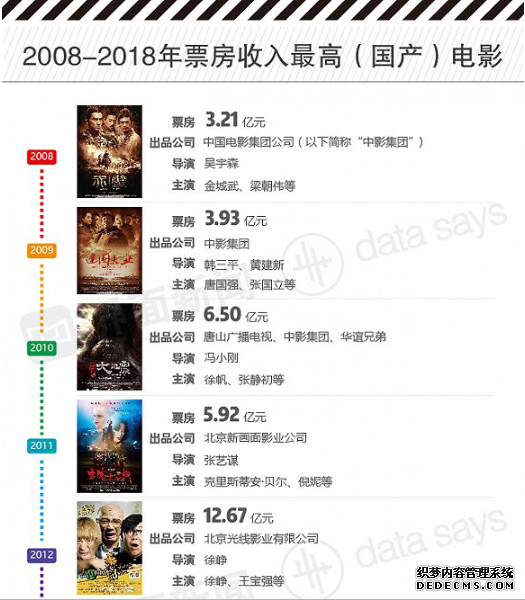 2008-2018年票房收入最高（国产）电影
2008
票房 3.21 亿元
出品公司 中国电影集团公司（以下简称“中影集团”）
导演 吴宇森
主演 金城武、梁朝伟等
2009
票房 3.93 亿元
出品公司 中影集团
导演 韩三平、黄建新
主演 唐国强、张国立等
data says
界面新闻
2010
票房 6.50 亿元
出品公司 唐山广播电视、中影集团、华谊兄弟
导演 冯小刚
主演 徐帆、张静初等
大地震
2011
票房 5.92 亿元
出品公司 北京新画面影业公司
导演 张艺谋
主演 克里斯蒂安·贝尔、倪妮等
2012
票房 12.67 亿元
出品公司 北京光线影业有限公司
导演 徐峥
主演 徐峥、王宝强等
data says
织梦内容管理系统
DEDECMS.COM